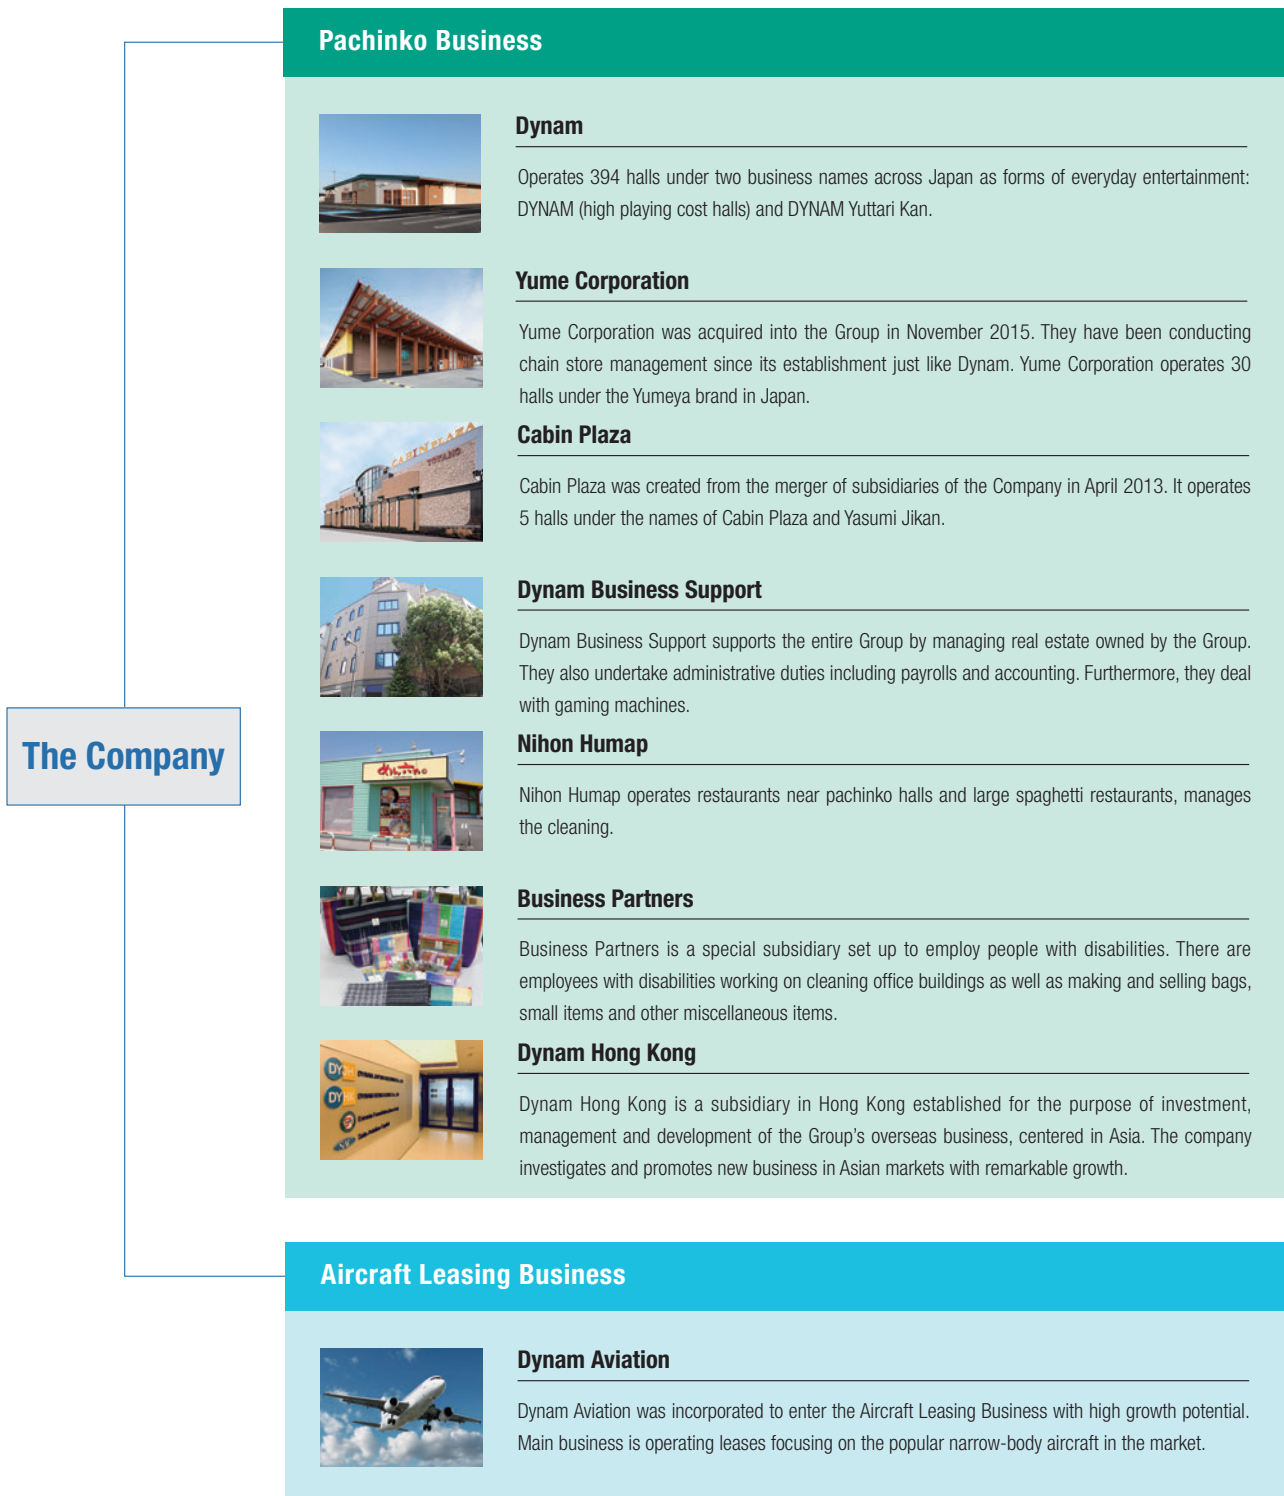 Pachinko Business
Dynam
Operates 394 halls under two business names across Japan as forms of everyday entertainment:
DYNAM (high playing cost halls) and DYNAM Yuttari Kan.
Yume Corporation
Yume Corporation was acquired into the Group in November 2015. They have been conducting
chain store management since its establishment just like Dynam. Yume Corporation operates 30
halls under the Yumeya brand in Japan.
CABIN PLAZA
Cabin Plaza
Cabin Plaza was created from the merger of subsidiaries of the Company in April 2013. It operates
5 halls under the names of Cabin Plaza and Yasumi Jikan.
Dynam Business Support
Dynam Business Support supports the entire Group by managing real estate owned by the Group.
They also undertake administrative duties including payrolls and accounting. Furthermore, they deal
with gaming machines.
The Company
Nihon Humap
Nihon Humap operates restaurants near pachinko halls and large spaghetti restaurants, manages
the cleaning.
Business Partners
Business Partners is a special subsidiary set up to employ people with disabilities. There are
employees with disabilities working on cleaning office buildings as well as making and selling bags,
small items and other miscellaneous items.
Dynam Hong Kong
Dynam Hong Kong is a subsidiary in Hong Kong established for the purpose of investment,
management and development of the Group's overseas business, centered in Asia. The company
investigates and promotes new business in Asian markets with remarkable growth.
Aircraft Leasing Business
Dynam Aviation
Dynam Aviation was incorporated to enter the Aircraft Leasing Business with high growth potential.
Main business is operating leases focusing on the popular narrow-body aircraft in the market.